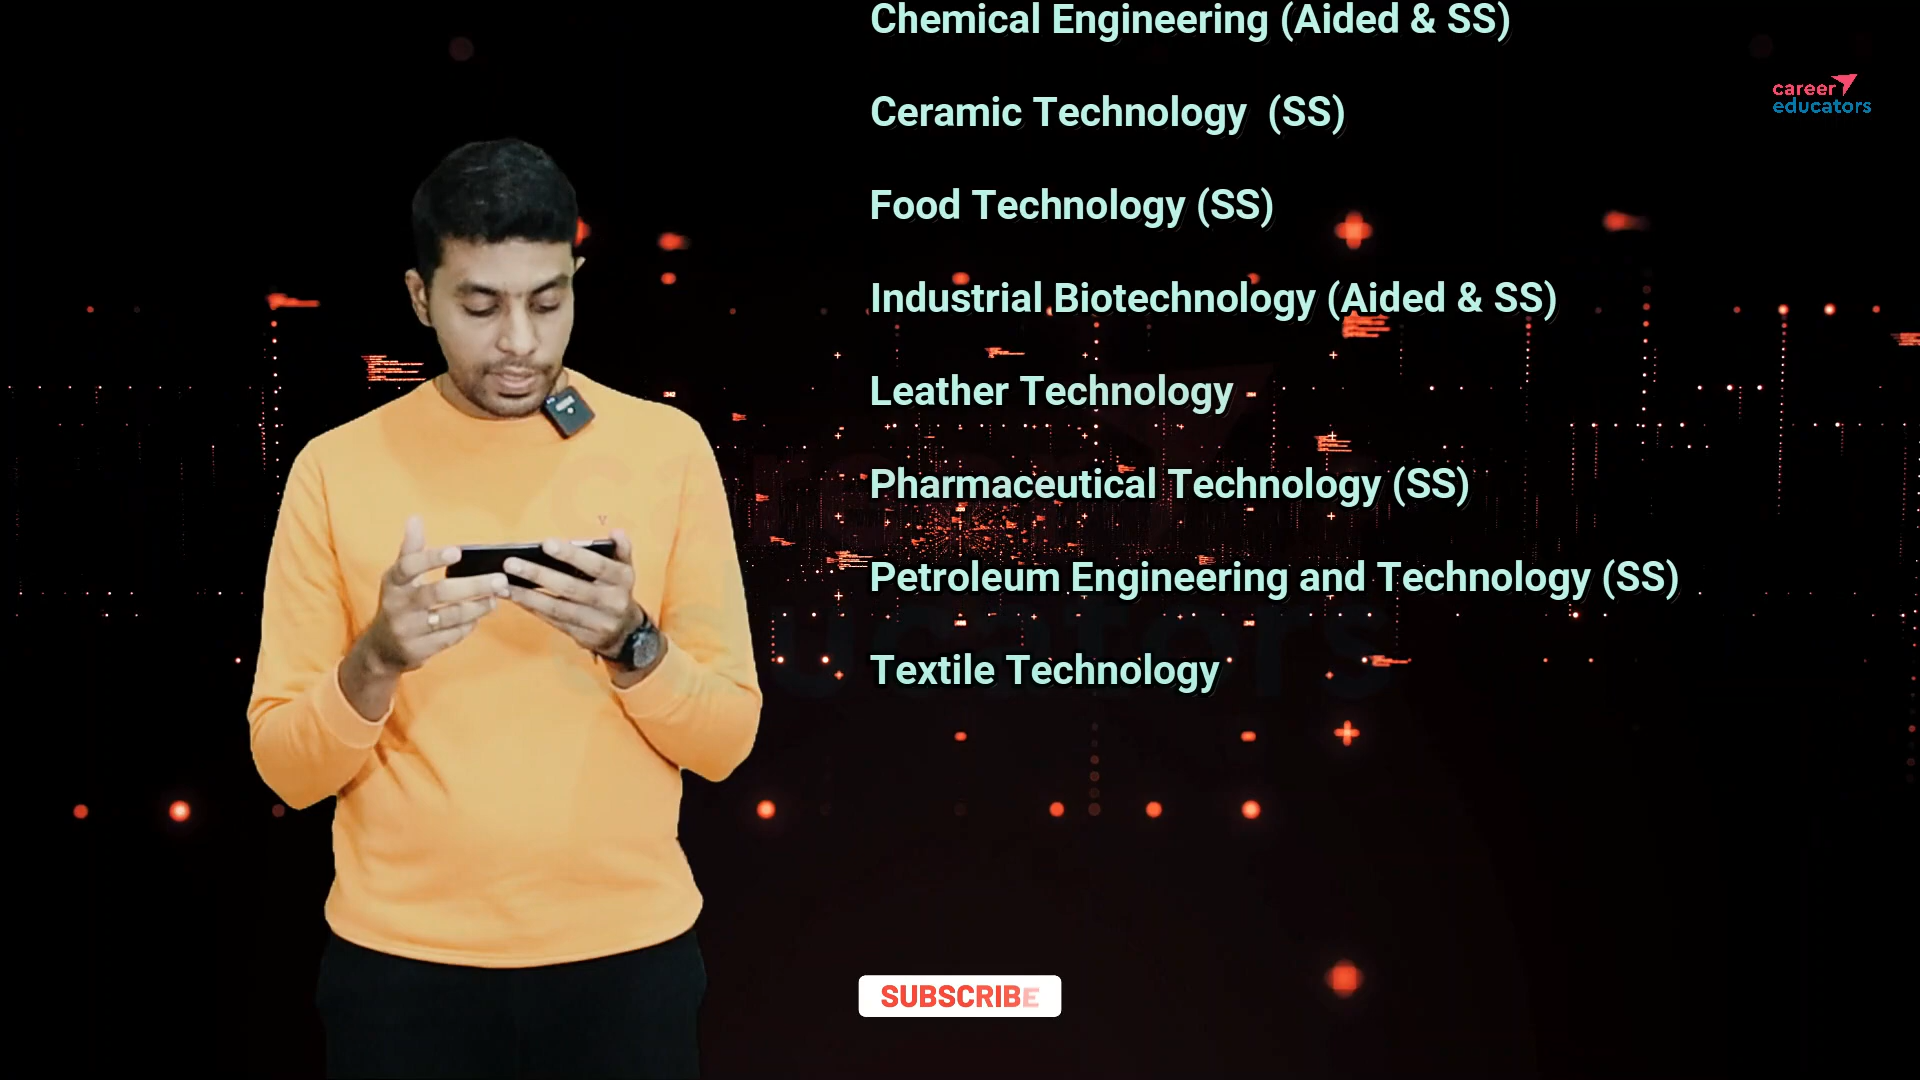 Chemical Engineering (Aided & SS)
career
educators
Ceramic Technology (SS)
Food Technology (SS)
Industrial Biotechnology (Aided & SS)
Leather Technology
Pharmaceutical Technology (SS)
Petroleum Engineering and Technology (SS)
Textile Technology
SUBSCRIBE